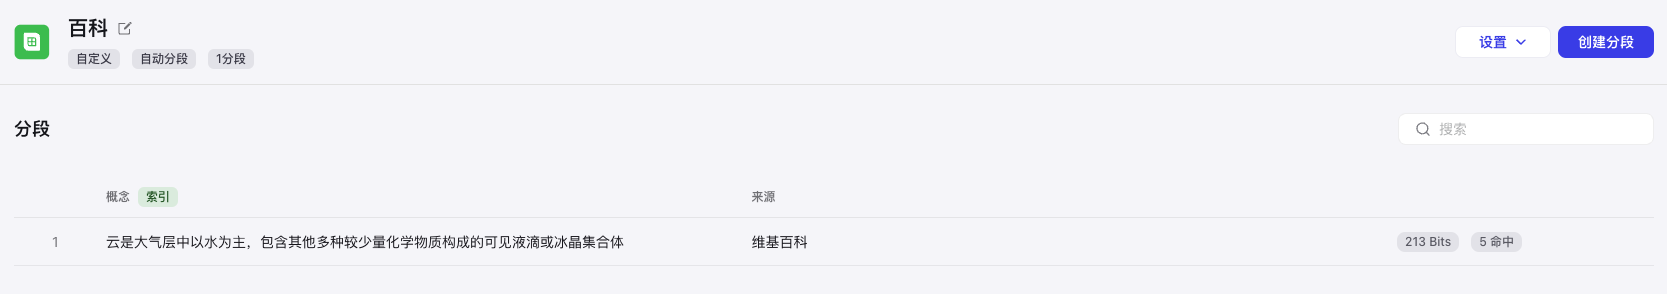 百科
自定义 自动分段 1分段
设置 创建分段
分段
搜索
概念 索引 来源
1 云是大气层中以水为主，包含其他多种较少量化学物质构成的可见液滴或冰晶集合体 维基百科 213 Bits 5 命中